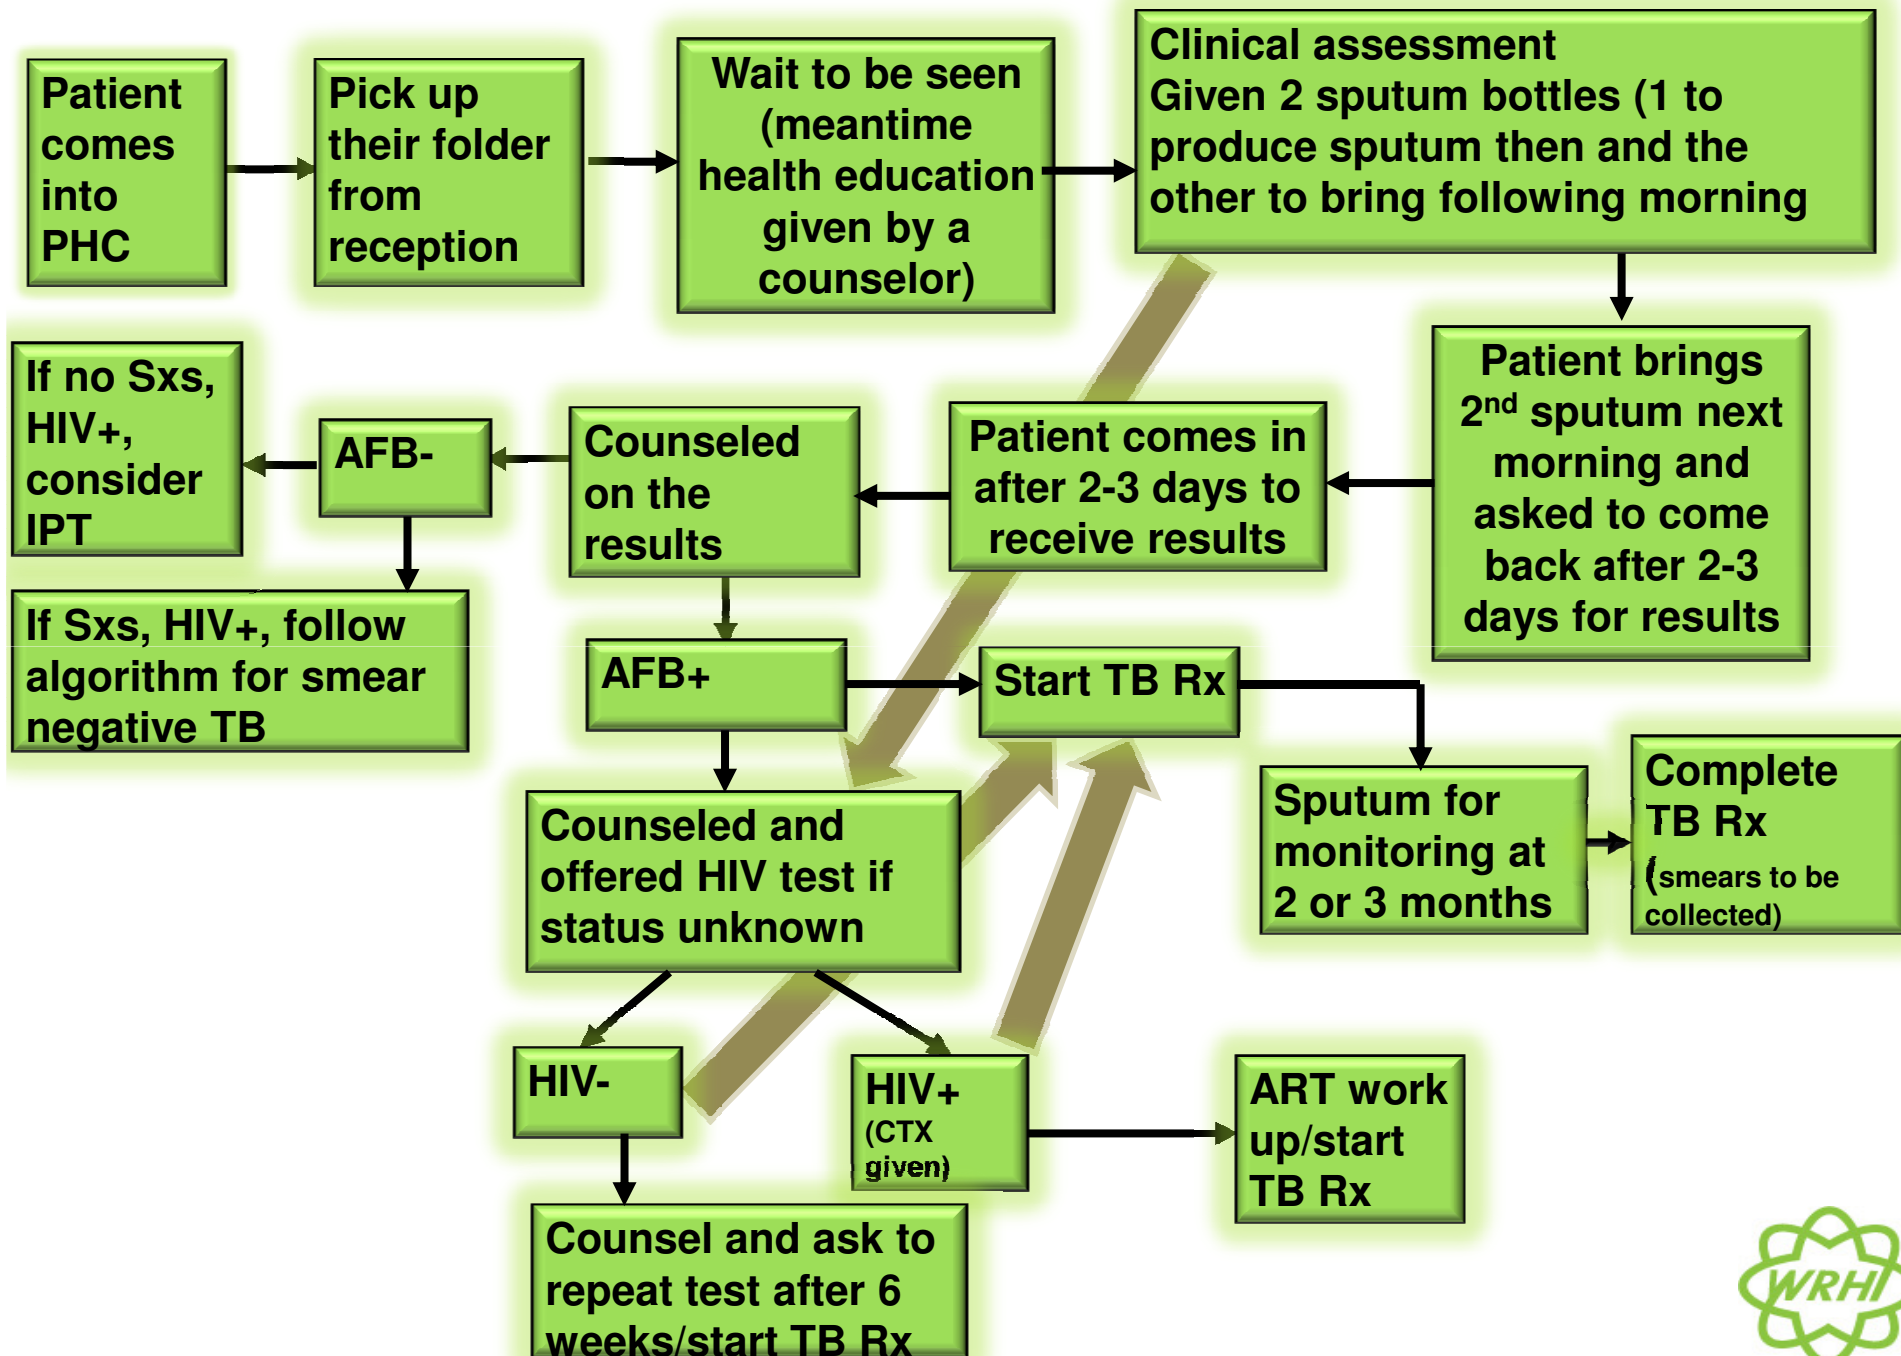 Patient
comes
into
PHC
Pick up
their folder
from
reception
Wait to be seen
(meantime
health education
given by a
counselor)
Clinical assessment
Given 2 sputum bottles (1 to
produce sputum then and the
other to bring following morning
Patient brings
2nd sputum next
morning and
asked to come
back after 2-3
days for results
Patient comes in
after 2-3 days to
receive results
Counseled
on the
results
AFB-
If no Sxs,
HIV+,
consider
IPT
If Sxs, HIV+, follow
algorithm for smear
negative TB
AFB+
Start TB Rx
Sputum for
monitoring at
2 or 3 months
Complete
TB Rx
(smears to be
collected)
Counseled and
offered HIV test if
status unknown
HIV-
HIV+
(CTX
given)
ART work
up/start
TB Rx
Counsel and ask to
repeat test after 6
weeks/start TB Rx
WRHI